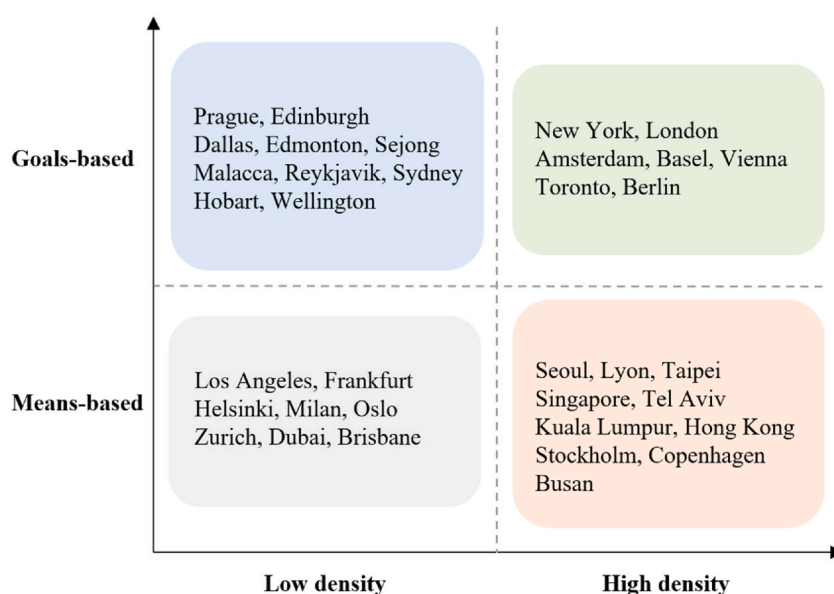 Goals-based
Prague, Edinburgh
Dallas, Edmonton, Sejong
Malacca, Reykjavik, Sydney
Hobart, Wellington
New York, London
Amsterdam, Basel, Vienna
Toronto, Berlin
Means-based
Los Angeles, Frankfurt
Helsinki, Milan, Oslo
Zurich, Dubai, Brisbane
Seoul, Lyon, Taipei
Singapore, Tel Aviv
Kuala Lumpur, Hong Kong
Stockholm, Copenhagen
Busan
Low density
High density